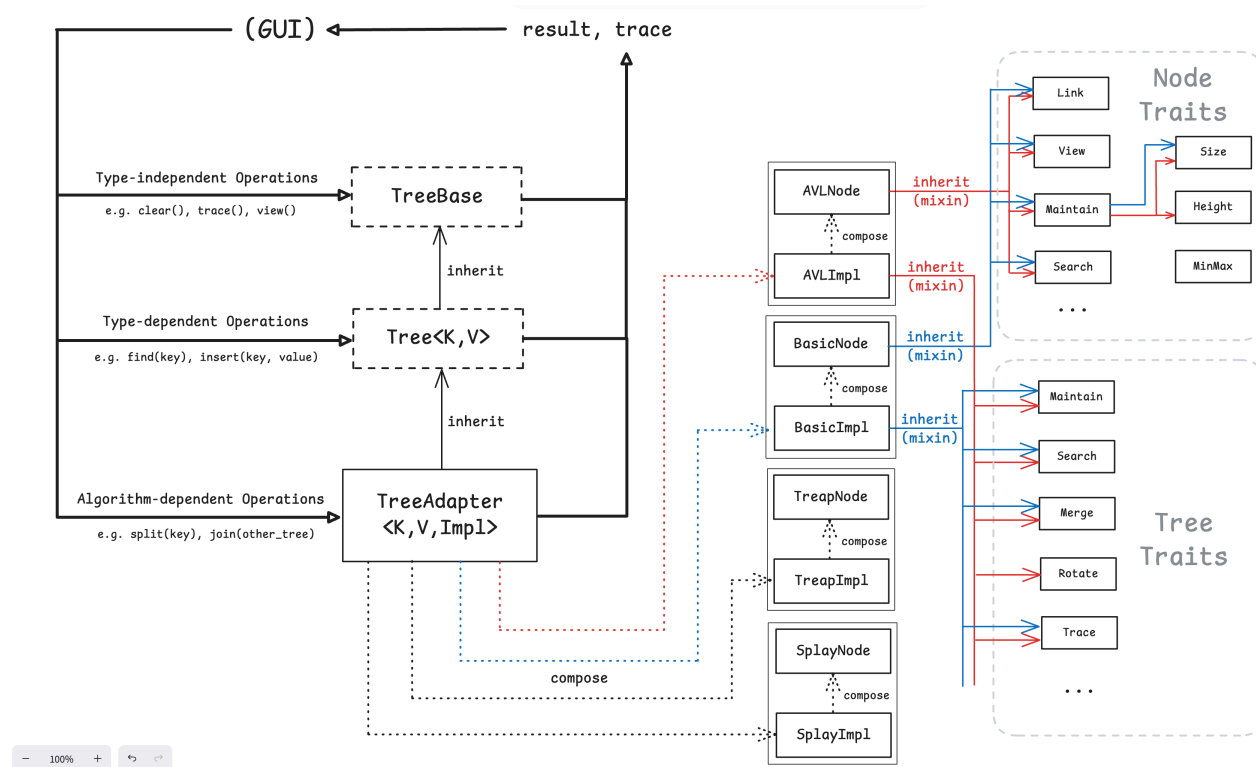 (GUI)
result, trace
Type-independent Operations
e.g. clear(), trace(), view()
TreeBase
inherit
Type-dependent Operations
e.g. find(key), insert(key, value)
Tree<K,V>
inherit
Algorithm-dependent Operations
e.g. split(key), join(other_tree)
TreeAdapter
<K,V,Impl>
compose
AVLNode
compose
AVLImpl
BasicNode
compose
BasicImpl
TreapNode
compose
TreapImpl
SplayNode
compose
SplayImpl
inherit
(mixin)
inherit
(mixin)
inherit
(mixin)
inherit
(mixin)
Node
Traits
Link
View
Maintain
Search
...
Size
Height
MinMax
Tree
Traits
Maintain
Search
Merge
Rotate
Trace
...
− 100% +